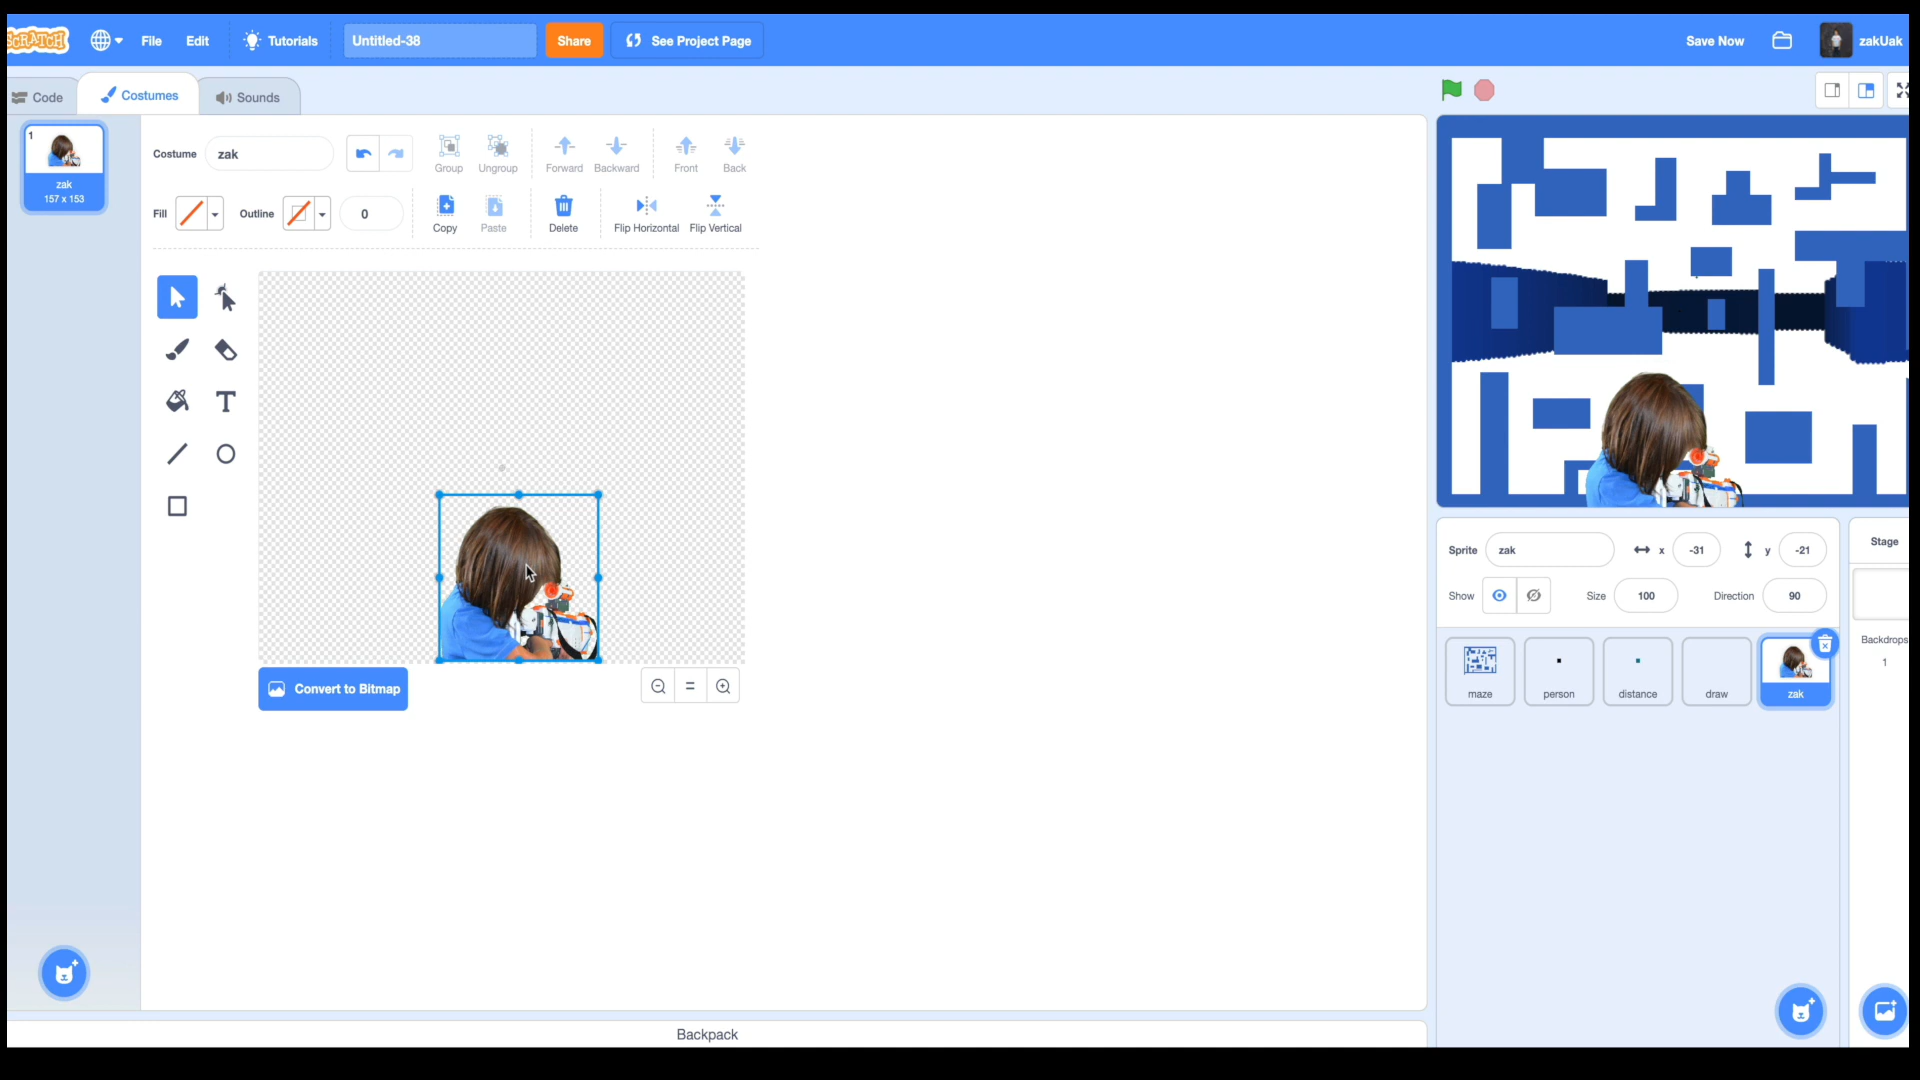 SCRATCH
File
Edit
Tutorials
Untitled-38
Share
See Project Page
Save Now
zakUak
Code
Costumes
Sounds
1
zak
157 x 153
Costume
zak
Group
Ungroup
Forward
Backward
Front
Back
Fill
Outline
0
Copy
Paste
Delete
Flip Horizontal
Flip Vertical
T
Convert to Bitmap
Sprite
zak
x
-31
y
-21
Show
Size
100
Direction
90
Stage
Backdrops
1
maze
person
distance
draw
zak
Backpack